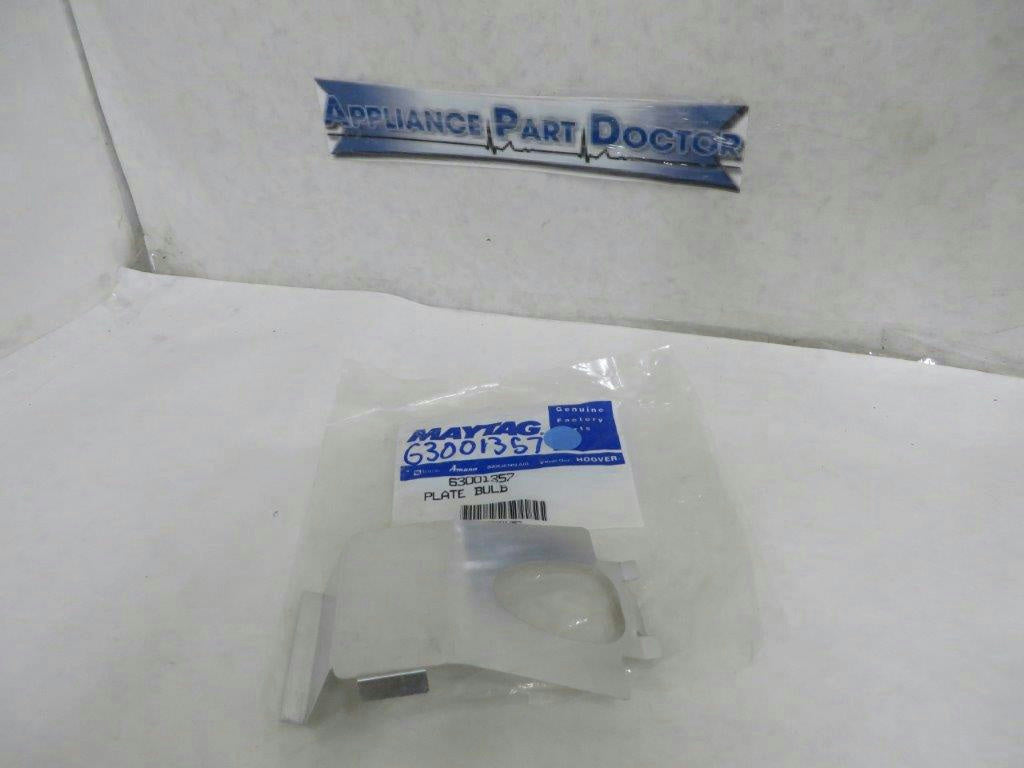 APPLIANCE PART DOCTOR
Genuine
Factory
MAYTAG
63001357
Amana HOOVER
63001357
PLATE BULB